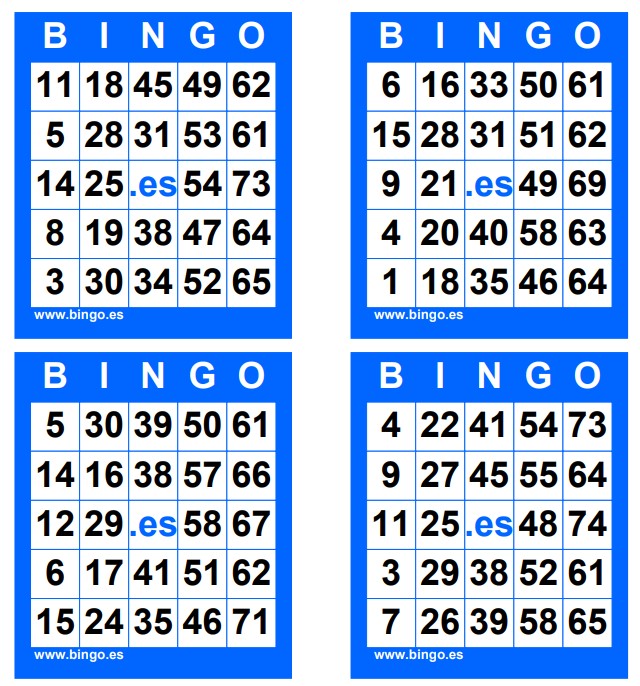 B I N G O
11 18 45 49 62
5 28 31 53 61
14 25 .es 54 73
8 19 38 47 64
3 30 34 52 65
www.bingo.es
B I N G O
6 16 33 50 61
15 28 31 51 62
9 21 .es 49 69
4 20 40 58 63
1 18 35 46 64
www.bingo.es
B I N G O
5 30 39 50 61
14 16 38 57 66
12 29 .es 58 67
6 17 41 51 62
15 24 35 46 71
www.bingo.es
B I N G O
4 22 41 54 73
9 27 45 55 64
11 25 .es 48 74
3 29 38 52 61
7 26 39 58 65
www.bingo.es